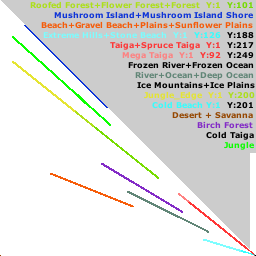 Roofed Forest+Flower Forest+Forest Y:1 Y:101
Mushroom Island+Mushroom Island Shore
Beach+Gravel Beach+Plains+Sunflower Plains
Y:1 Y:188
Taiga+Spruce Taiga Y:1 Y:217
Mega Taiga Y:92 Y:249
Frozen River+Frozen Ocean
River+Ocean+Deep Ocean
Ice Mountains+Ice Plains
Y:1
Cold Beach Y:1 Y:201
Desert + Savanna
Birch Forest
Cold Taiga
Jungle